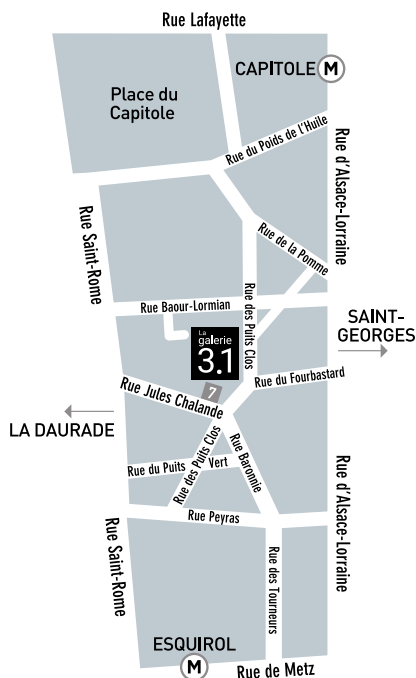 Rue Lafayette
CAPITOLE M
Place du
Capitole
Rue du Poids de l'Huile
Rue d'Alsace-Lorraine
Rue Saint-Rome
Rue de la Pomme
Rue Baour-Lormian
Rue des Puits Clos
SAINT-
GEORGES
La
galerie
3.1
7
Rue du Fourbastard
Rue Jules Chalande
LA DAURADE
Rue des Puits Clos
Rue Baronnie
Rue du Puits Vert
Rue d'Alsace-Lorraine
Rue Peyras
Rue Saint-Rome
Rue des Tourneurs
ESQUIROL
M
Rue de Metz